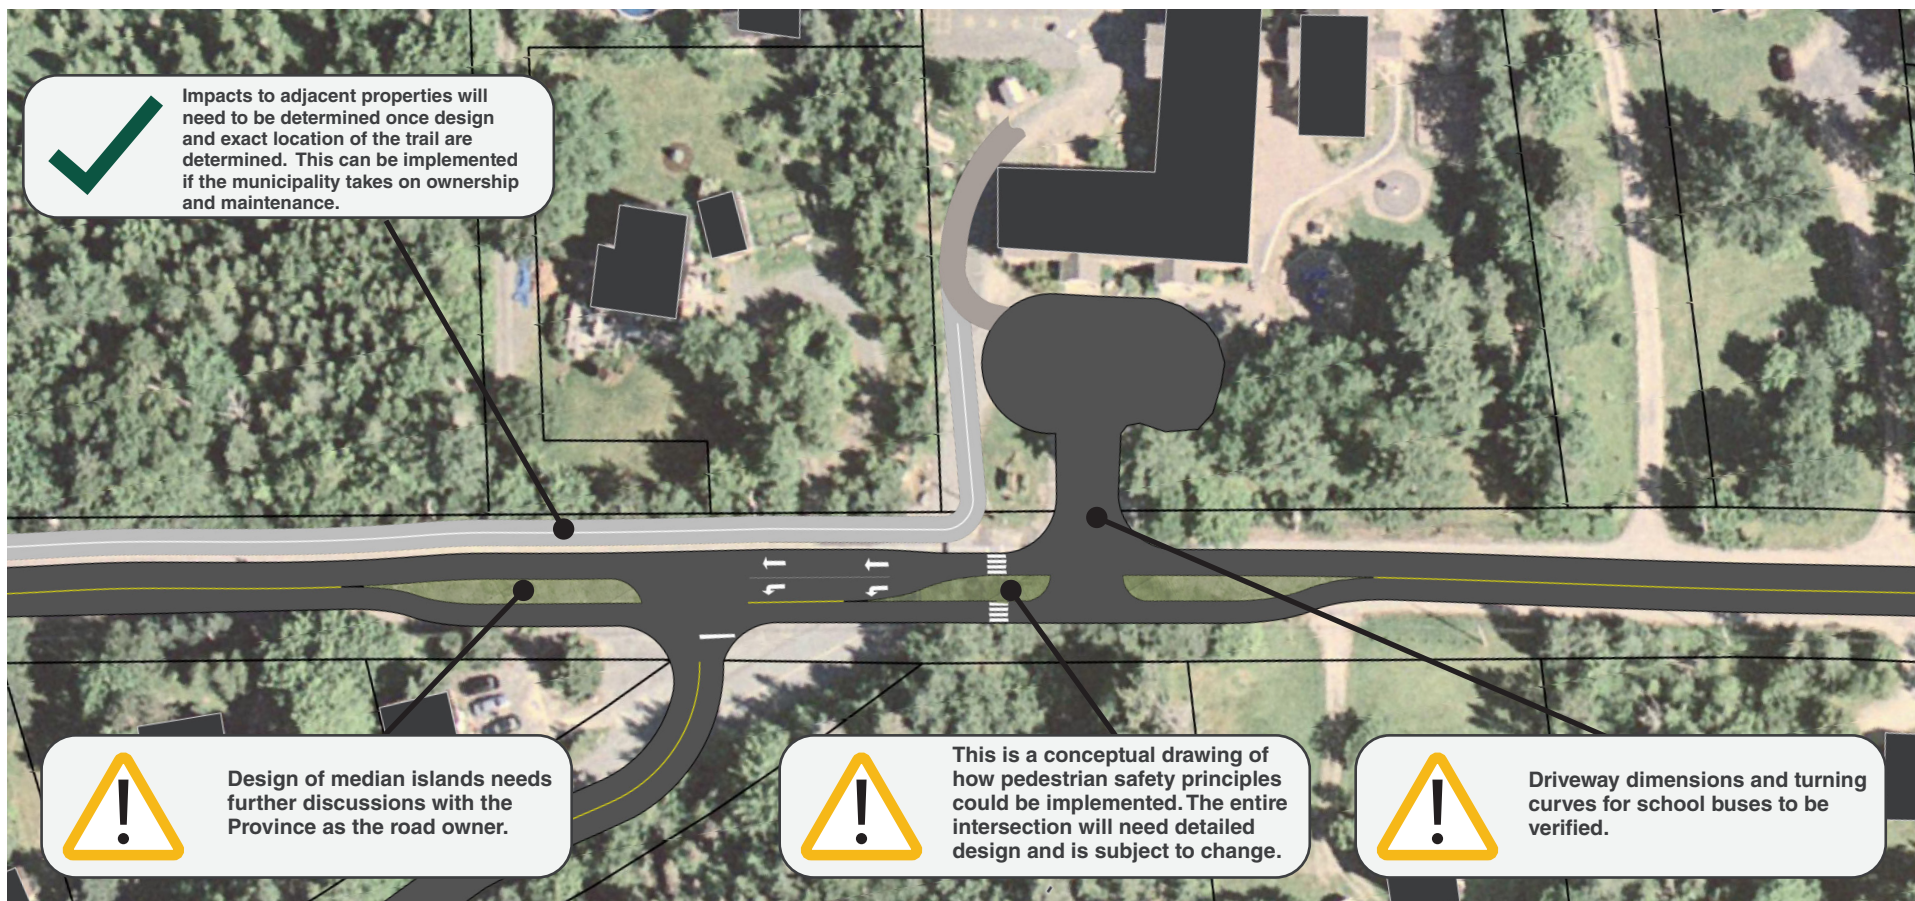 Impacts to adjacent properties will
need to be determined once design
and exact location of the trail are
determined. This can be implemented
if the municipality takes on ownership
and maintenance.
Design of median islands needs
further discussions with the
Province as the road owner.
This is a conceptual drawing of
how pedestrian safety principles
could be implemented. The entire
intersection will need detailed
design and is subject to change.
Driveway dimensions and turning
curves for school buses to be
verified.